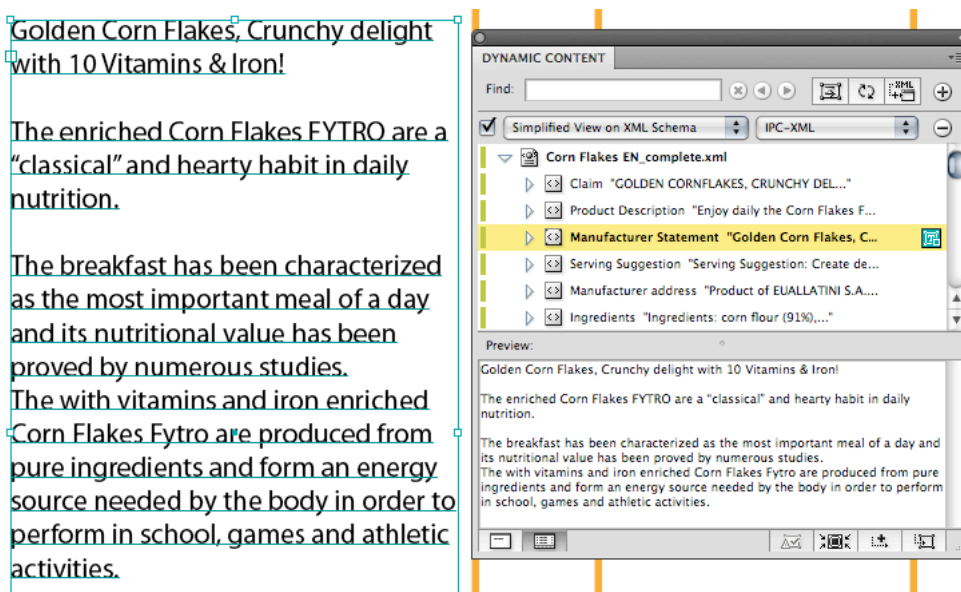 Golden Corn Flakes, Crunchy delight
with 10 Vitamins & Iron!
The enriched Corn Flakes FYTRO are a
“classical” and hearty habit in daily
nutrition.
The breakfast has been characterized
as the most important meal of a day
and its nutritional value has been
proved by numerous studies.
The with vitamins and iron enriched
Corn Flakes Fytro are produced from
pure ingredients and form an energy
source needed by the body in order to
perform in school, games and athletic
activities.
DYNAMIC CONTENT
Find:
XML
Simplified View on XML Schema
IPC-XML
Corn Flakes EN_complete.xml
Claim "GOLDEN CORNFLAKES, CRUNCHY DEL..."
Product Description "Enjoy daily the Corn Flakes F...
Manufacturer Statement "Golden Corn Flakes, C...
Serving Suggestion "Serving Suggestion: Create de...
Manufacturer address "Product of EUALLATINI S.A....
Ingredients "Ingredients: corn flour (91%),..."
Preview:
Golden Corn Flakes, Crunchy delight with 10 Vitamins & Iron!
The enriched Corn Flakes FYTRO are a “classical” and hearty habit in daily
nutrition.
The breakfast has been characterized as the most important meal of a day and
its nutritional value has been proved by numerous studies.
The with vitamins and iron enriched Corn Flakes Fytro are produced from pure
ingredients and form an energy source needed by the body in order to perform
in school, games and athletic activities.